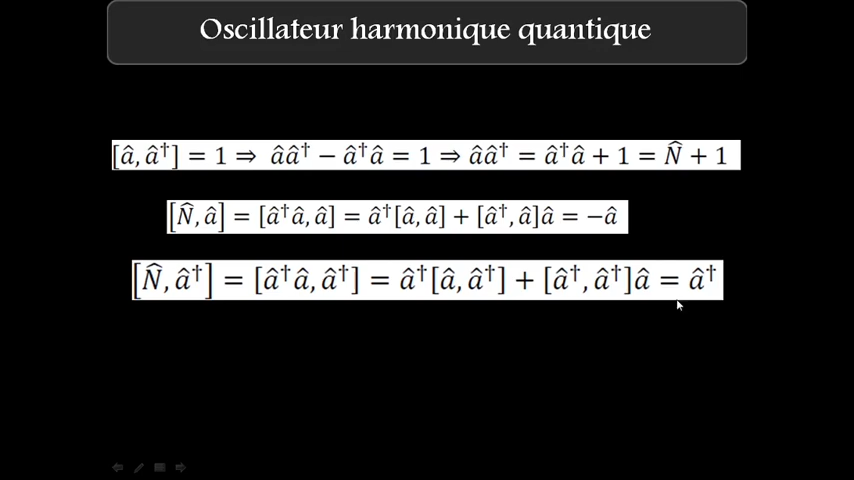 Oscillateur harmonique quantique
[â, â†] = 1 ⇒ ââ† − â†â = 1 ⇒ ââ† = â†â + 1 = N̂ + 1
[N̂, â] = [â†â, â] = â†[â, â] + [â†, â]â = −â
[N̂, â†] = [â†â, â†] = â†[â, â†] + [â†, â†]â = â†